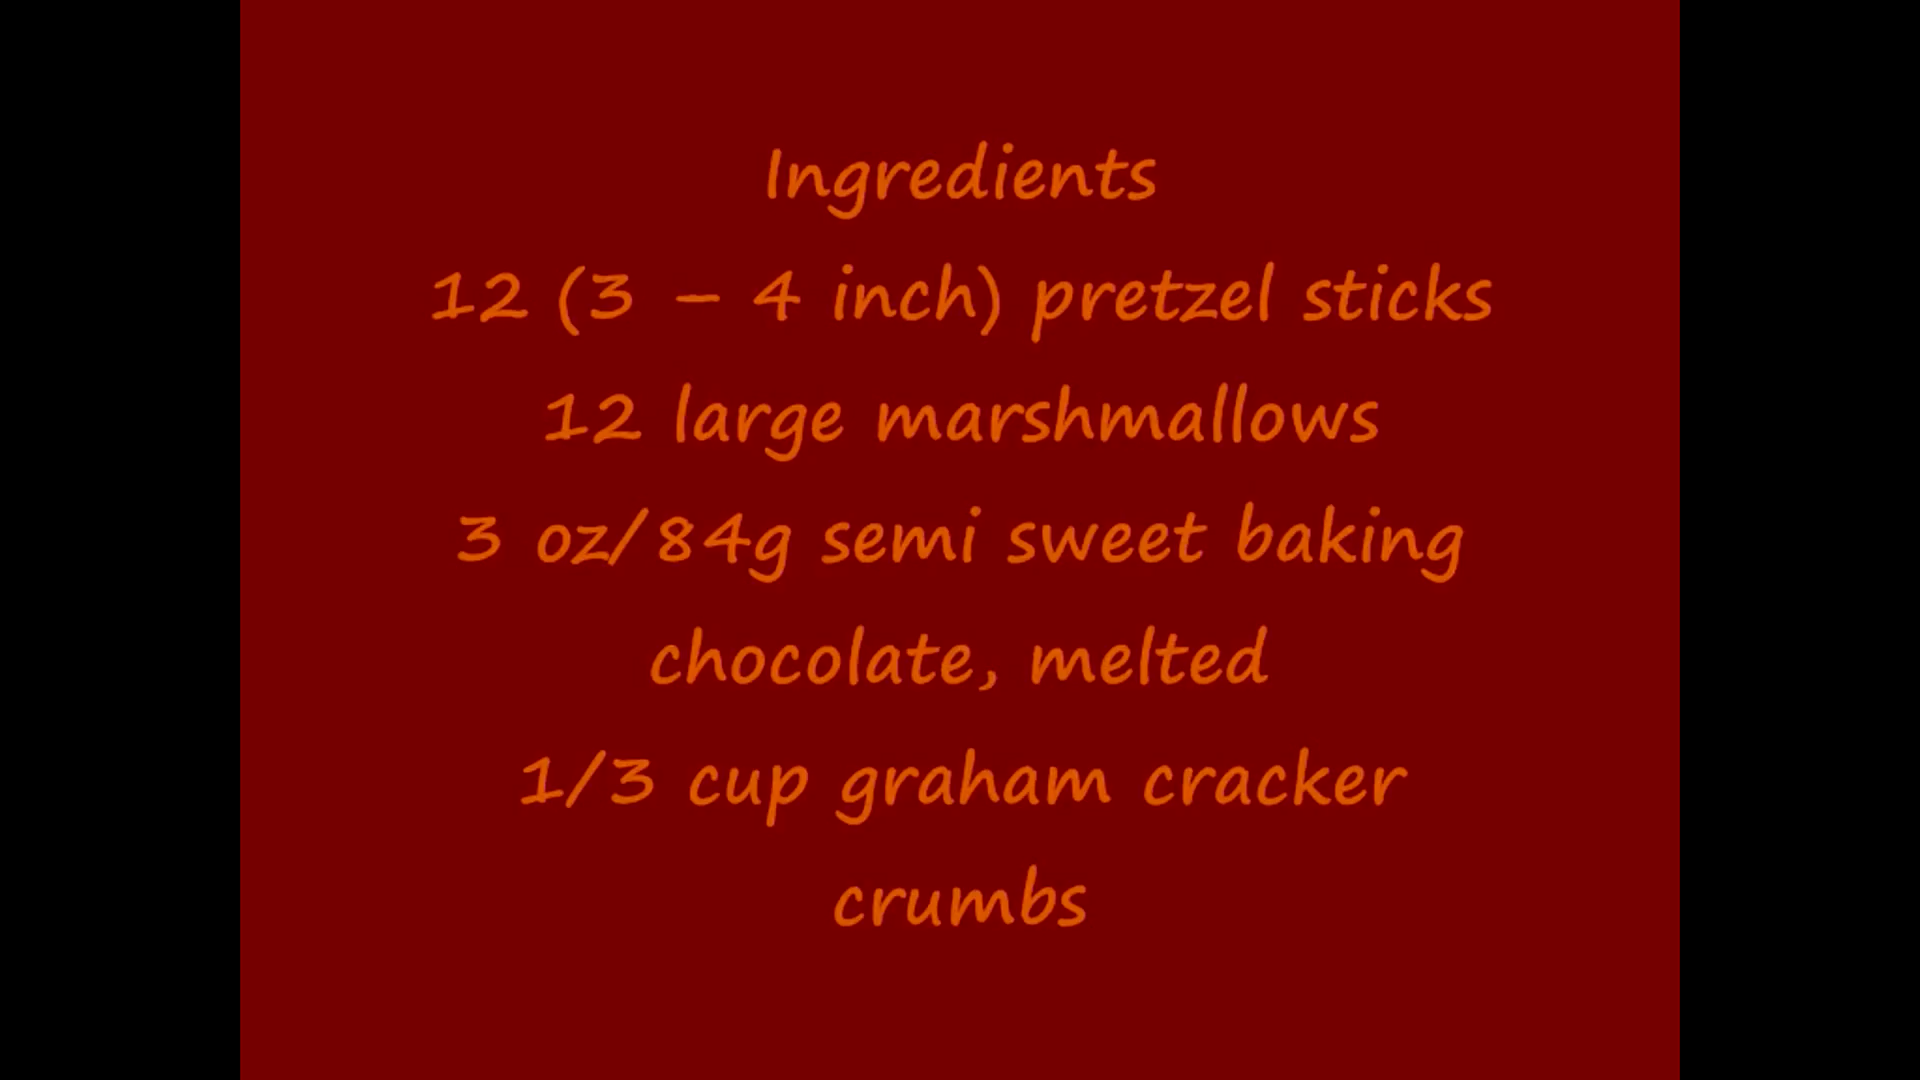 Ingredients
12 (3 – 4 inch) pretzel sticks
12 large marshmallows
3 oz/84g semi sweet baking
chocolate, melted
1/3 cup graham cracker
crumbs